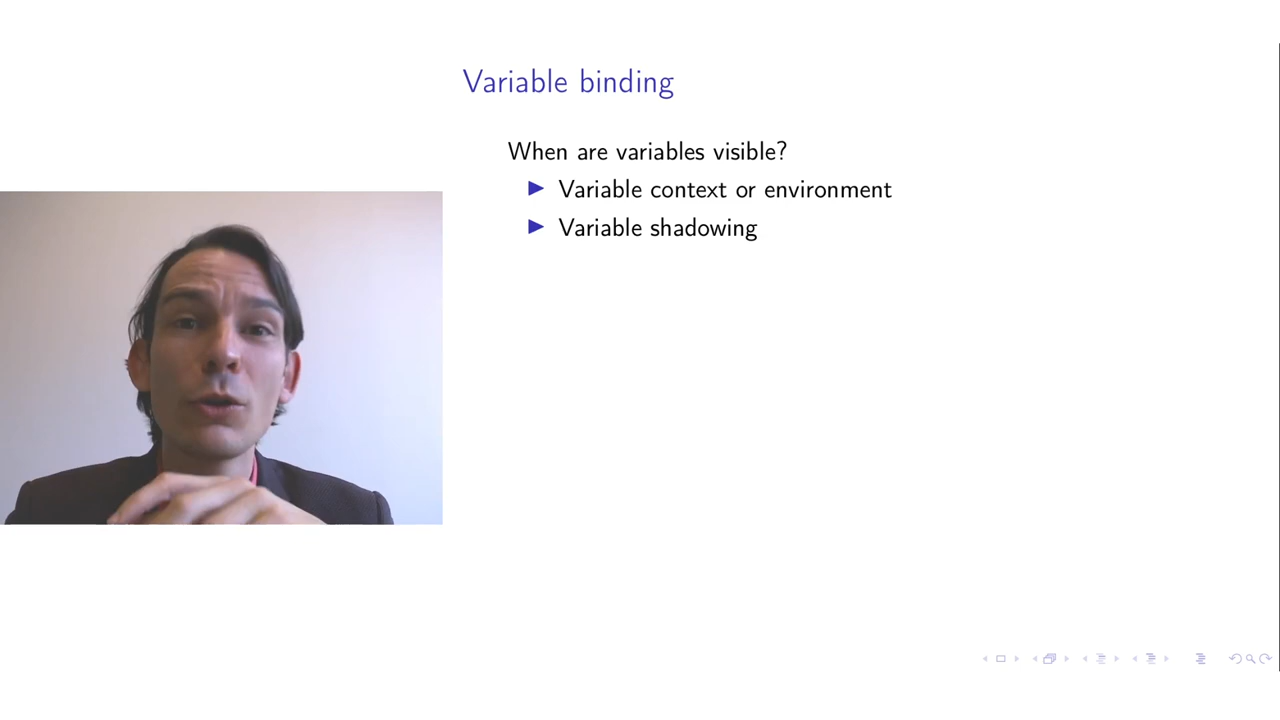 Variable binding
When are variables visible?
Variable context or environment
Variable shadowing